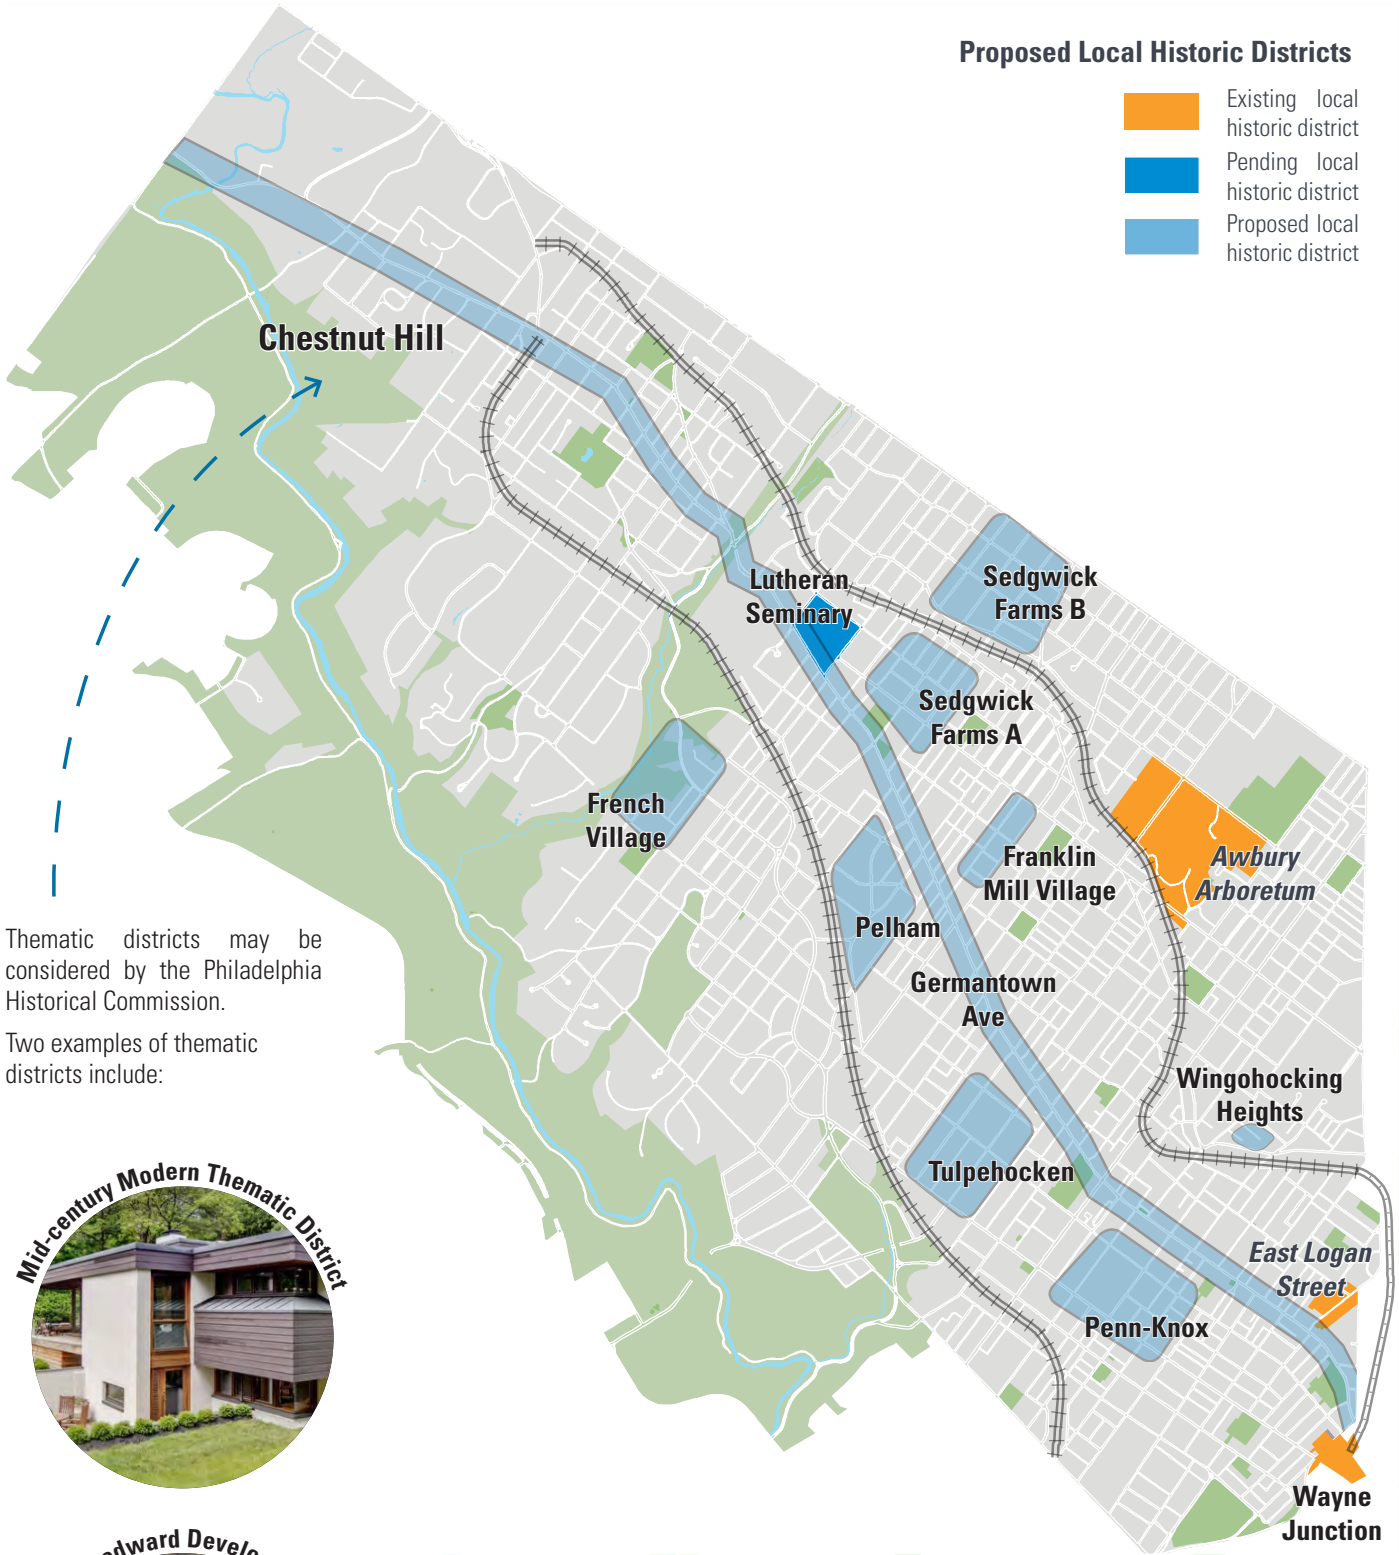 Proposed Local Historic Districts
Existing local
historic district
Pending local
historic district
Proposed local
historic district
Chestnut Hill
Lutheran
Seminary
Sedgwick
Farms B
Sedgwick
Farms A
French
Village
Franklin
Mill Village
Awbury
Arboretum
Pelham
Germantown
Ave
Thematic districts may be
considered by the Philadelphia
Historical Commission.
Two examples of thematic
districts include:
Wingohocking
Heights
Tulpehocken
Mid-century Modern Thematic District
East Logan
Street
Penn-Knox
Wayne
Junction